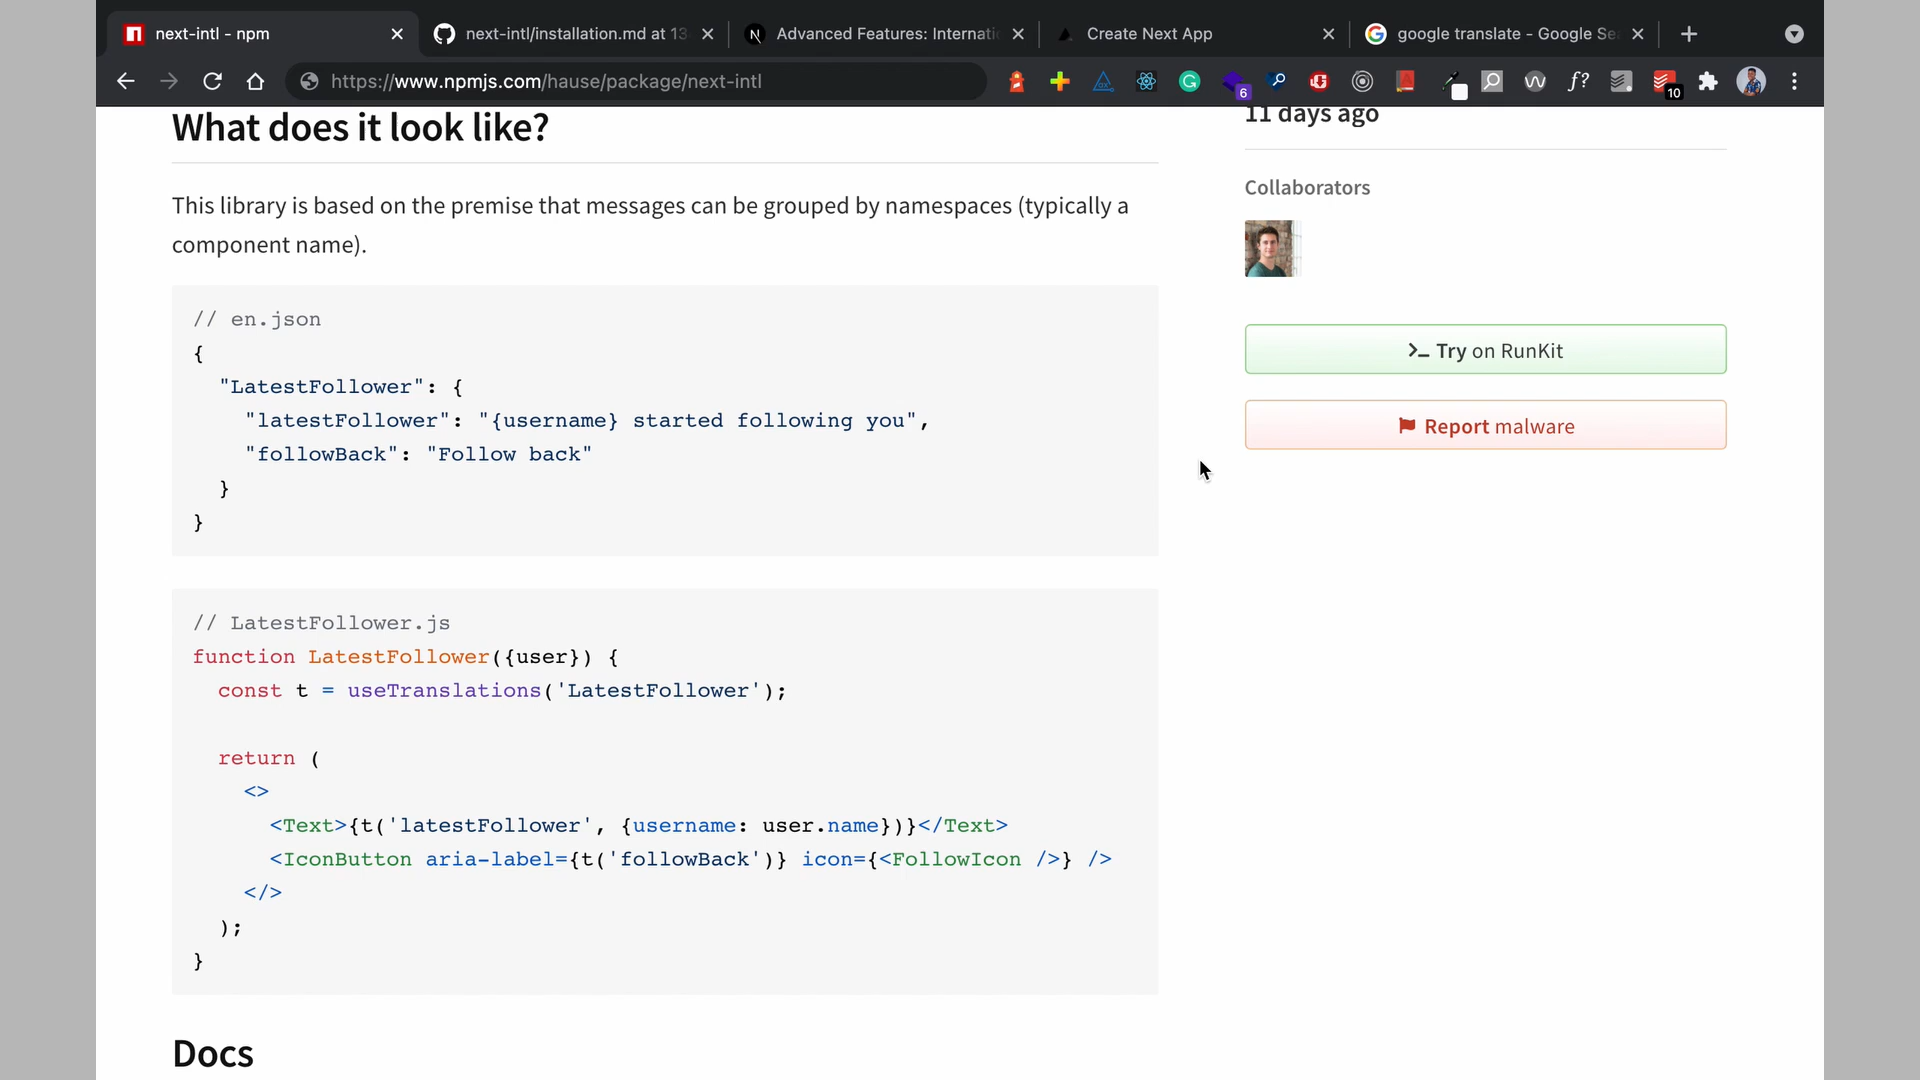 next-intl - npm
next-intl/installation.md at 13
Advanced Features: Internati
Create Next App
google translate - Google Se
https://www.npmjs.com/hause/package/next-intl
6
10
What does it look like?
This library is based on the premise that messages can be grouped by namespaces (typically a
component name).
// en.json
{
"LatestFollower": {
"latestFollower": "{username} started following you",
"followBack": "Follow back"
}
}
// LatestFollower.js
function LatestFollower({user}) {
const t = useTranslations('LatestFollower');
return (
<>
<Text>{t('latestFollower', {username: user.name})}</Text>
<IconButton aria-label={t('followBack')} icon={<FollowIcon />} />
</>
);
}
Docs
11 days ago
Collaborators
Try on RunKit
Report malware